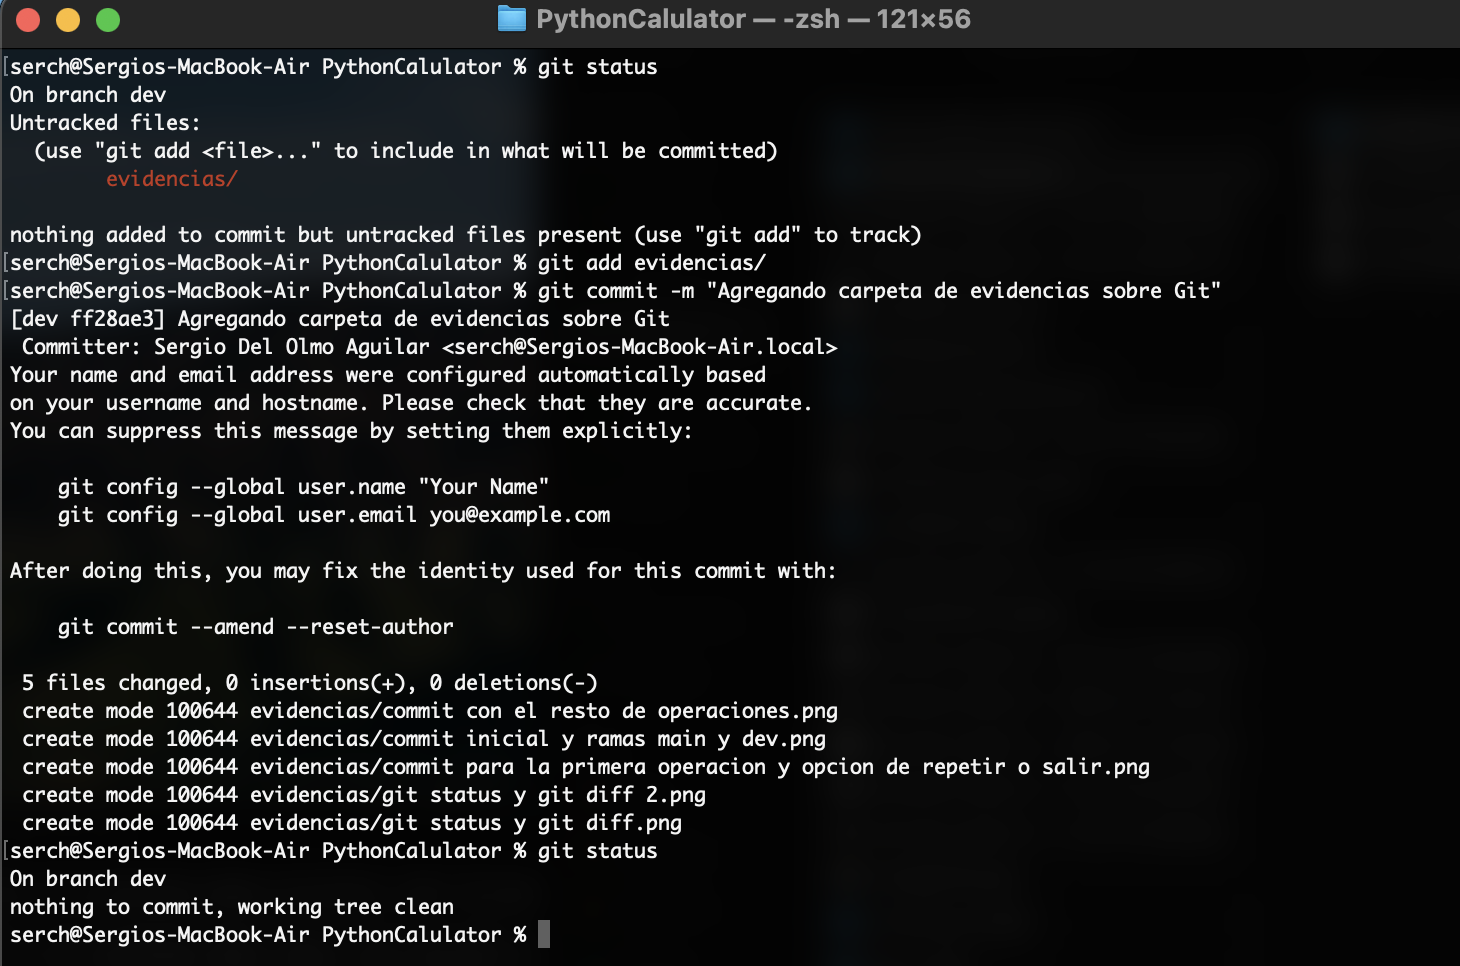 PythonCalulator — -zsh — 121×56
serch@Sergios-MacBook-Air PythonCalulator % git status
On branch dev
Untracked files:
  (use "git add <file>..." to include in what will be committed)
        evidencias/

nothing added to commit but untracked files present (use "git add" to track)
serch@Sergios-MacBook-Air PythonCalulator % git add evidencias/
serch@Sergios-MacBook-Air PythonCalulator % git commit -m "Agregando carpeta de evidencias sobre Git"
[dev ff28ae3] Agregando carpeta de evidencias sobre Git
 Committer: Sergio Del Olmo Aguilar <serch@Sergios-MacBook-Air.local>
Your name and email address were configured automatically based
on your username and hostname. Please check that they are accurate.
You can suppress this message by setting them explicitly:

    git config --global user.name "Your Name"
    git config --global user.email you@example.com

After doing this, you may fix the identity used for this commit with:

    git commit --amend --reset-author

 5 files changed, 0 insertions(+), 0 deletions(-)
 create mode 100644 evidencias/commit con el resto de operaciones.png
 create mode 100644 evidencias/commit inicial y ramas main y dev.png
 create mode 100644 evidencias/commit para la primera operacion y opcion de repetir o salir.png
 create mode 100644 evidencias/git status y git diff 2.png
 create mode 100644 evidencias/git status y git diff.png
serch@Sergios-MacBook-Air PythonCalulator % git status
On branch dev
nothing to commit, working tree clean
serch@Sergios-MacBook-Air PythonCalulator %